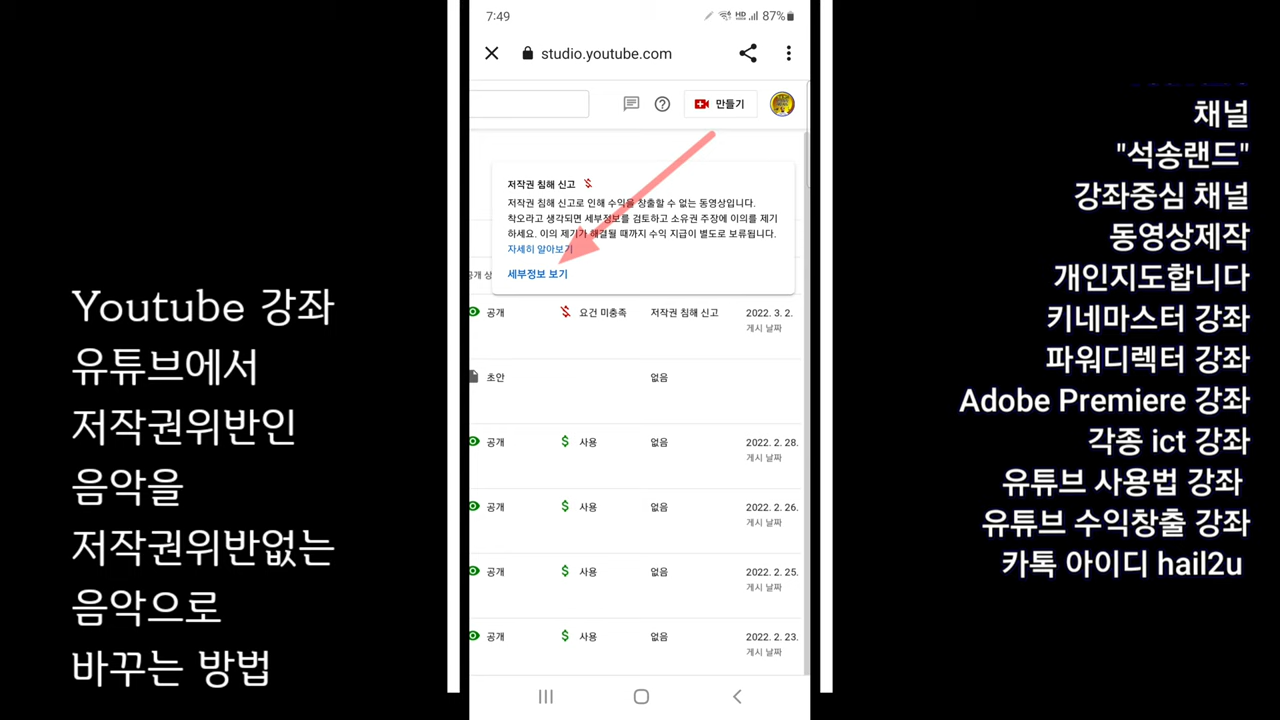 Youtube 강좌
유튜브에서
저작권위반인
음악을
저작권위반없는
음악으로
바꾸는 방법
7:49
87%
studio.youtube.com
만들기
저작권 침해 신고
저작권 침해 신고로 인해 수익을 창출할 수 없는 동영상입니다.
착오라고 생각되면 세부정보를 검토하고 소유권 주장에 이의를 제기
하세요. 이의 제기가 해결될 때까지 수익 지급이 별도로 보류됩니다.
자세히 알아보기
세부정보 보기
공개 요건 미충족 저작권 침해 신고 2022. 3. 2.
게시 날짜
초안 없음
공개 사용 없음 2022. 2. 28.
게시 날짜
공개 사용 없음 2022. 2. 26.
게시 날짜
공개 사용 없음 2022. 2. 25.
게시 날짜
공개 사용 없음 2022. 2. 23.
게시 날짜
채널
"석송랜드"
강좌중심 채널
동영상제작
개인지도합니다
키네마스터 강좌
파워디렉터 강좌
Adobe Premiere 강좌
각종 ict 강좌
유튜브 사용법 강좌
유튜브 수익창출 강좌
카톡 아이디 hail2u